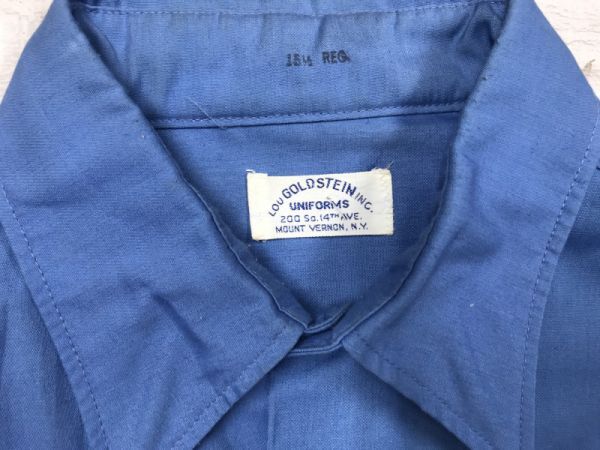 15½ REG.
LOU GOLDSTEIN INC.
UNIFORMS
200 So. 14TH AVE.
MOUNT VERNON, N.Y.